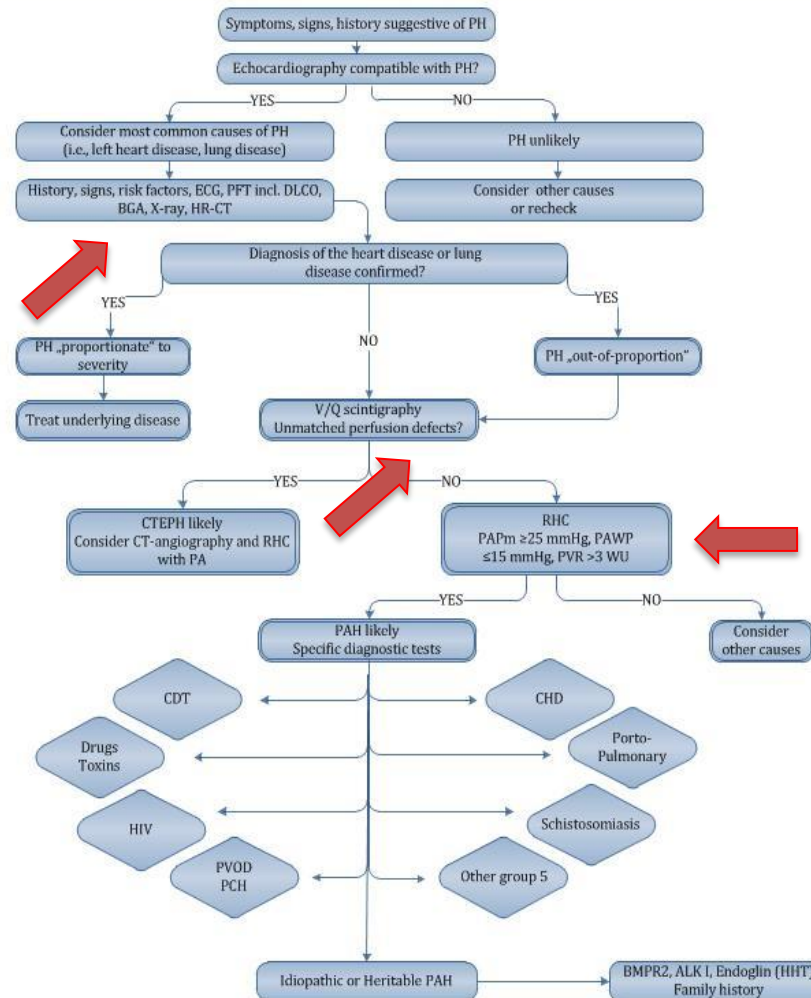 Symptoms, signs, history suggestive of PH
Echocardiography compatible with PH?
YES
NO
Consider most common causes of PH
(i.e., left heart disease, lung disease)
PH unlikely
History, signs, risk factors, ECG, PFT incl. DLCO,
BGA, X-ray, HR-CT
Consider other causes
or recheck
Diagnosis of the heart disease or lung
disease confirmed?
YES
NO
YES
PH „proportionate“ to
severity
PH „out-of-proportion“
Treat underlying disease
V/Q scintigraphy
Unmatched perfusion defects?
YES
NO
CTEPH likely
Consider CT-angiography and RHC
with PA
RHC
PAPm ≥25 mmHg, PAWP
≤15 mmHg, PVR >3 WU
YES
NO
PAH likely
Specific diagnostic tests
Consider
other causes
CDT
CHD
Drugs
Toxins
Porto-
Pulmonary
HIV
Schistosomiasis
PVOD
PCH
Other group 5
Idiopathic or Heritable PAH
BMPR2, ALK I, Endoglin (HHT)
Family history